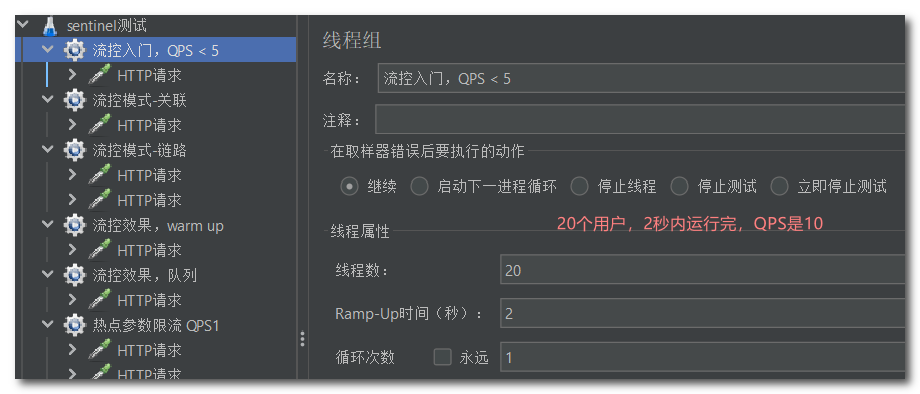 sentinel测试
流控入门，QPS < 5
HTTP请求
流控模式-关联
HTTP请求
流控模式-链路
HTTP请求
HTTP请求
流控效果，warm up
HTTP请求
流控效果，队列
HTTP请求
热点参数限流 QPS1
HTTP请求
HTTP请求
线程组
名称： 流控入门，QPS < 5
注释：
在取样器错误后要执行的动作
继续 启动下一进程循环 停止线程 停止测试 立即停止测试
20个用户，2秒内运行完，QPS是10
线程属性
线程数： 20
Ramp-Up时间（秒）： 2
循环次数 永远 1